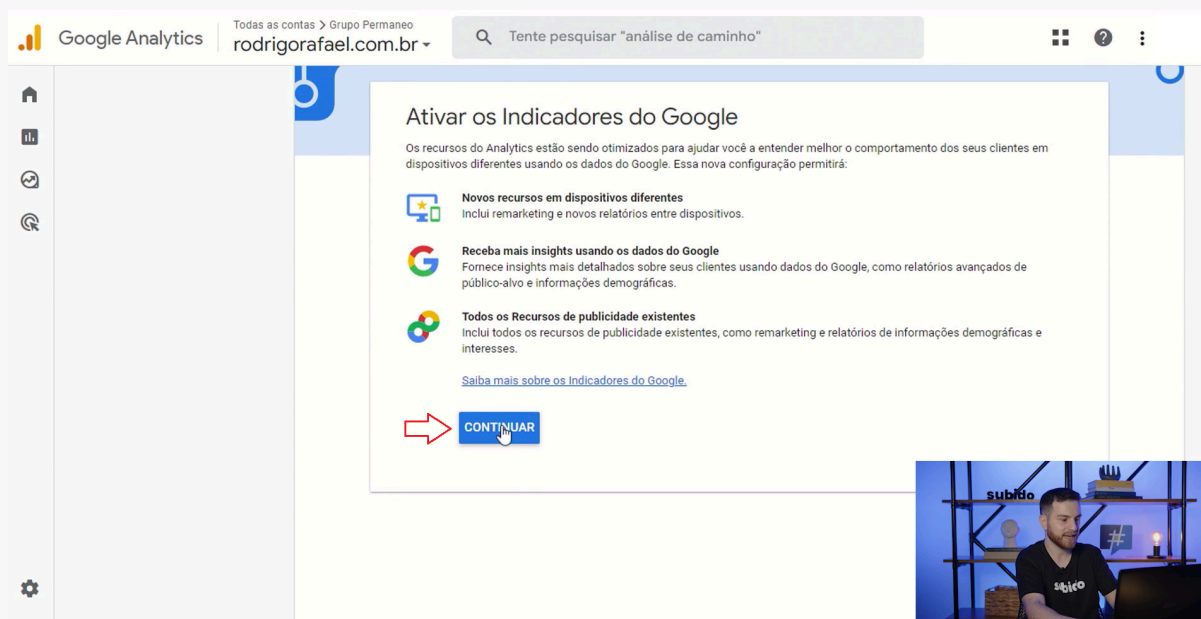 Google Analytics
Todas as contas > Grupo Permaneo
rodrigorafael.com.br
Tente pesquisar "análise de caminho"
Ativar os Indicadores do Google
Os recursos do Analytics estão sendo otimizados para ajudar você a entender melhor o comportamento dos seus clientes em
dispositivos diferentes usando os dados do Google. Essa nova configuração permitirá:
Novos recursos em dispositivos diferentes
Inclui remarketing e novos relatórios entre dispositivos.
Receba mais insights usando os dados do Google
Fornece insights mais detalhados sobre seus clientes usando dados do Google, como relatórios avançados de
público-alvo e informações demográficas.
Todos os Recursos de publicidade existentes
Inclui todos os recursos de publicidade existentes, como remarketing e relatórios de informações demográficas e
interesses.
Saiba mais sobre os Indicadores do Google.
CONTINUAR
subido
#
subido